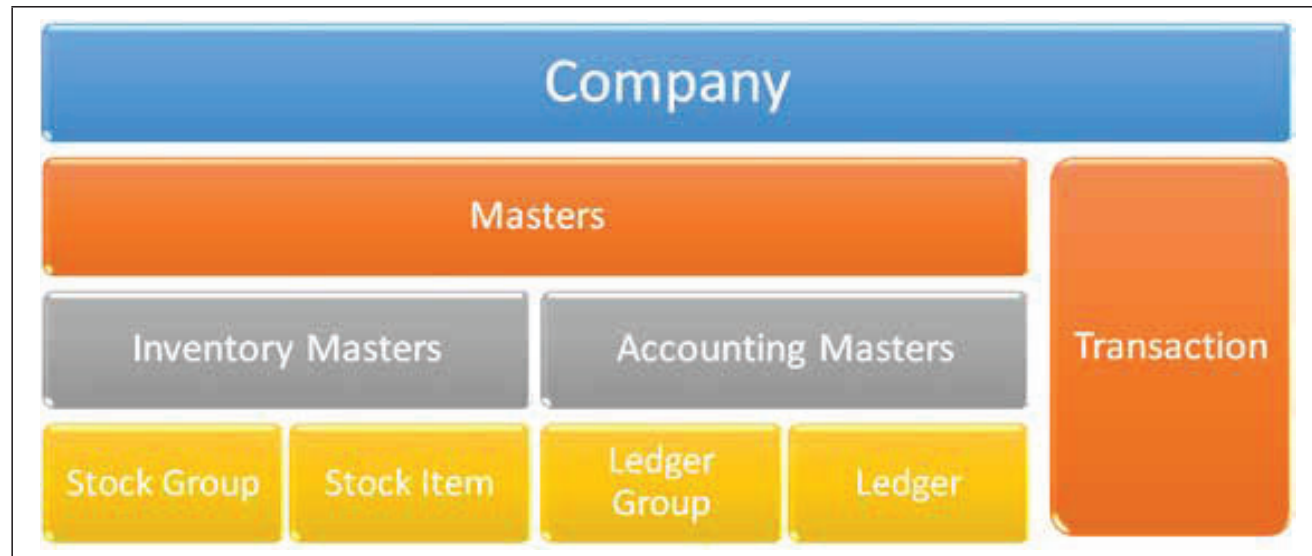 Company
Masters
Transaction
Inventory Masters
Accounting Masters
Stock Group
Stock Item
Ledger
Group
Ledger